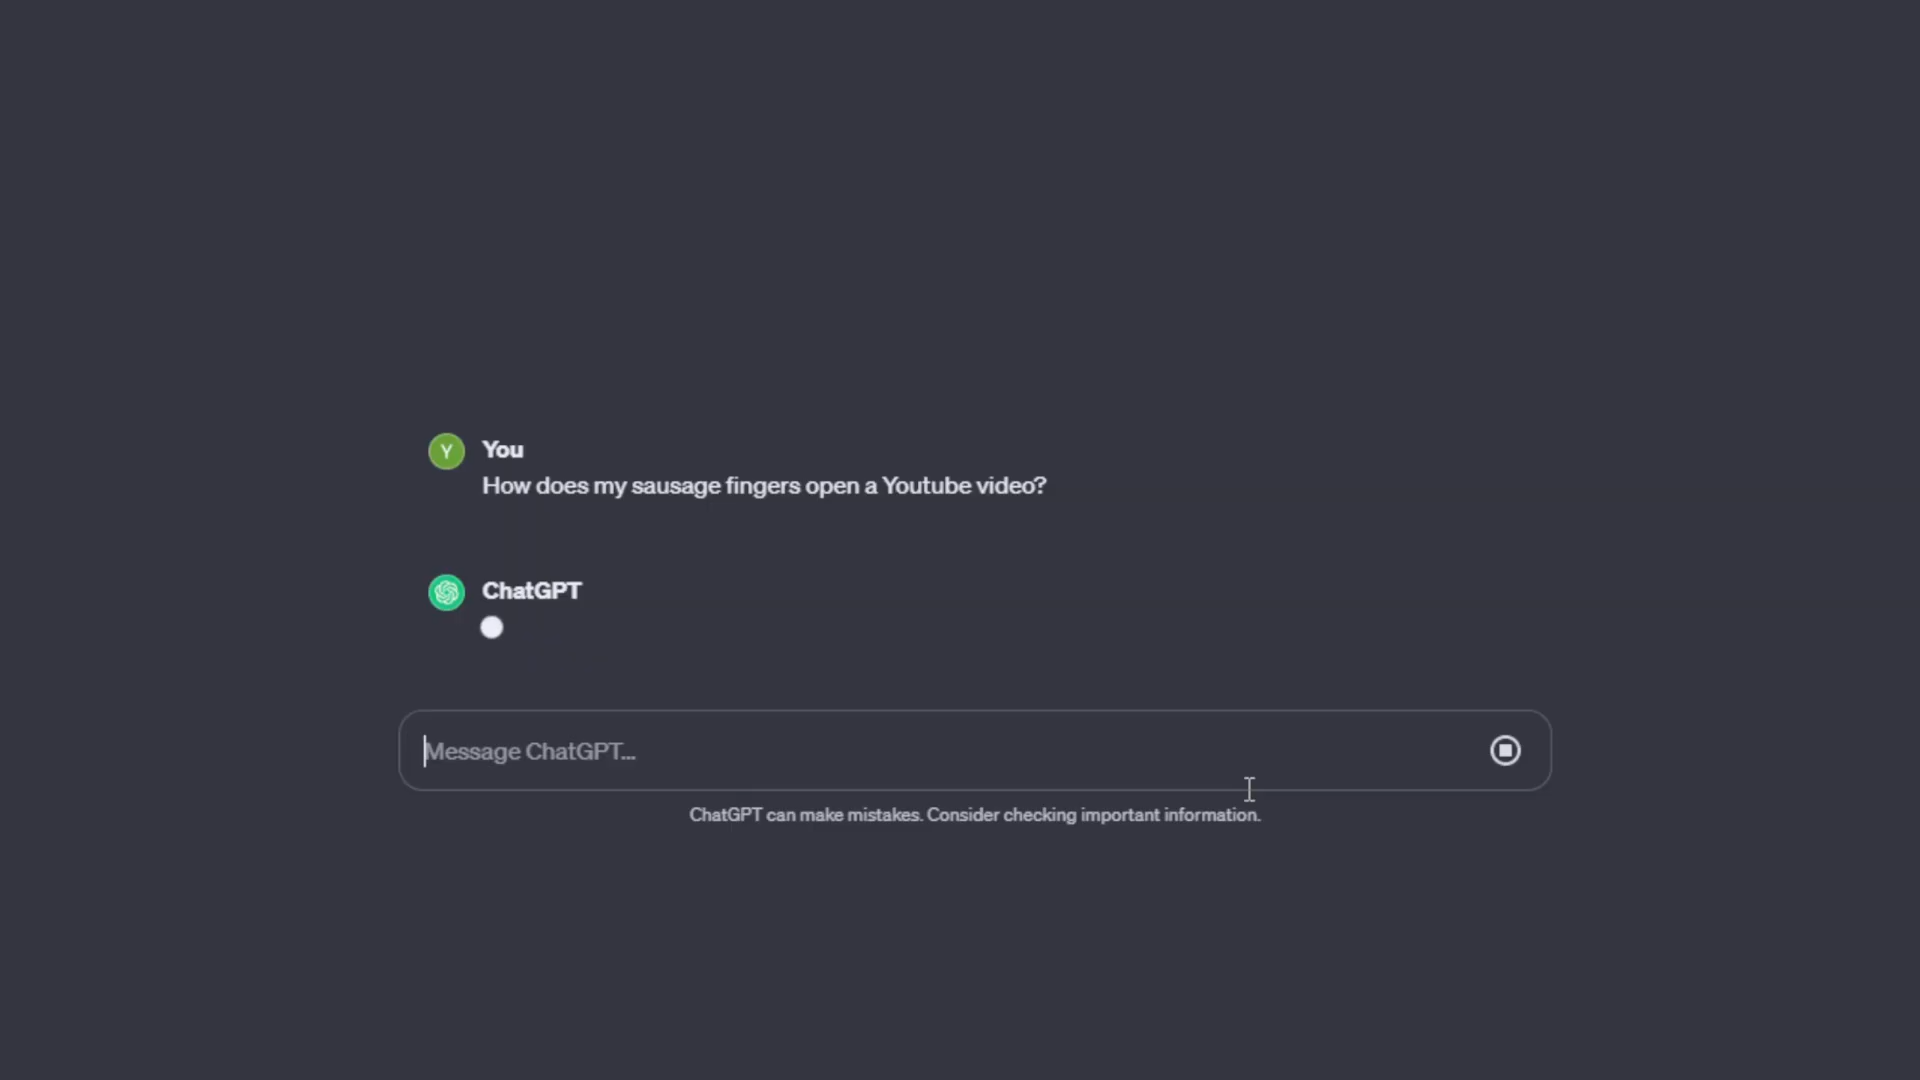 Y
You
How does my sausage fingers open a Youtube video?
ChatGPT
Message ChatGPT...
ChatGPT can make mistakes. Consider checking important information.